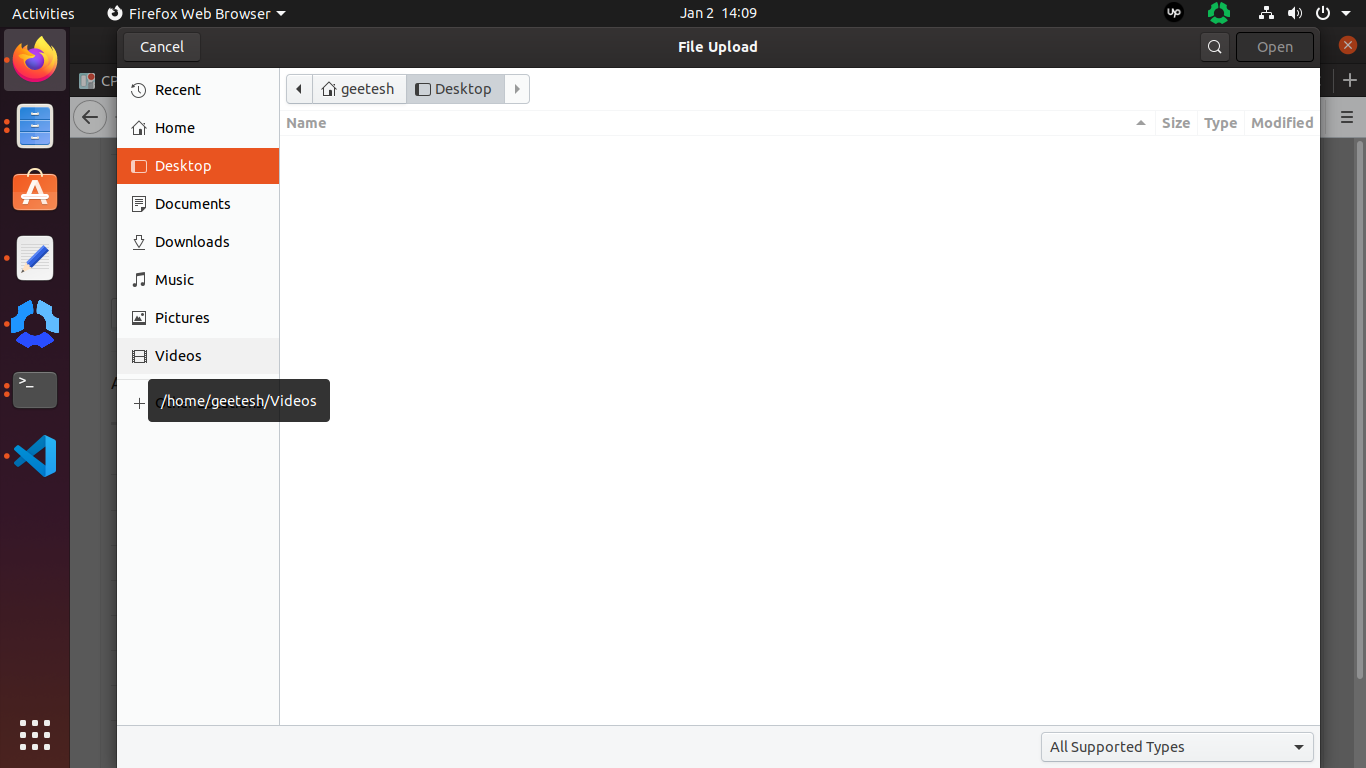 Activities Firefox Web Browser Jan 2 14:09 up
Cancel File Upload Open
CP
Recent
geetesh Desktop
Home
Name Size Type Modified
Desktop
Documents
Downloads
Music
Pictures
Videos
/home/geetesh/Videos
>_
All Supported Types